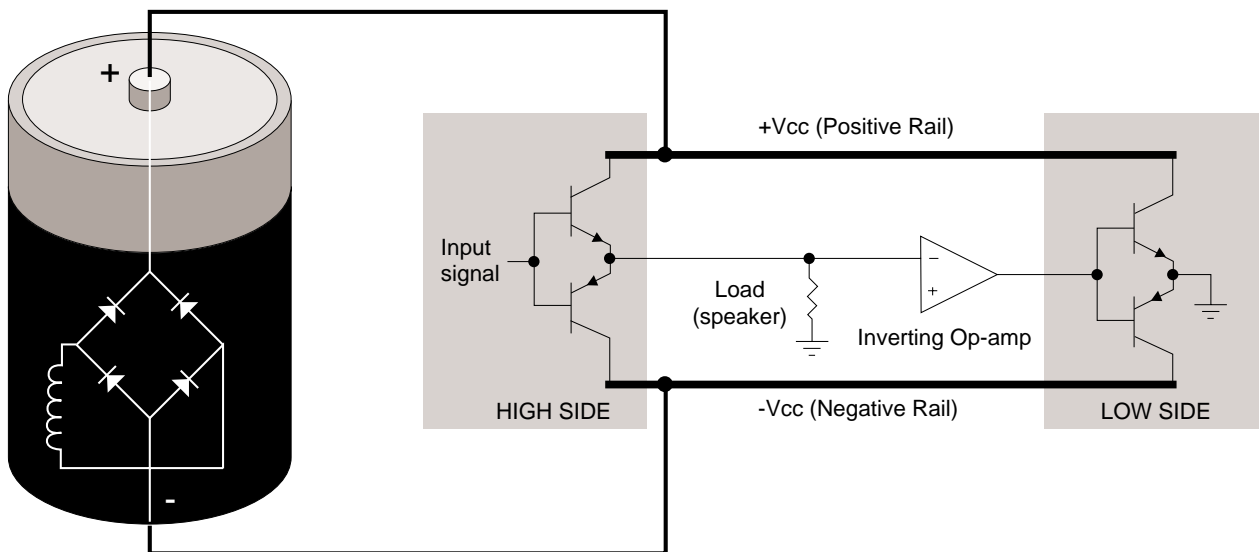 +
+Vcc (Positive Rail)
Input
signal
Load
(speaker)
−
+
Inverting Op-amp
HIGH SIDE
-Vcc (Negative Rail)
LOW SIDE
-